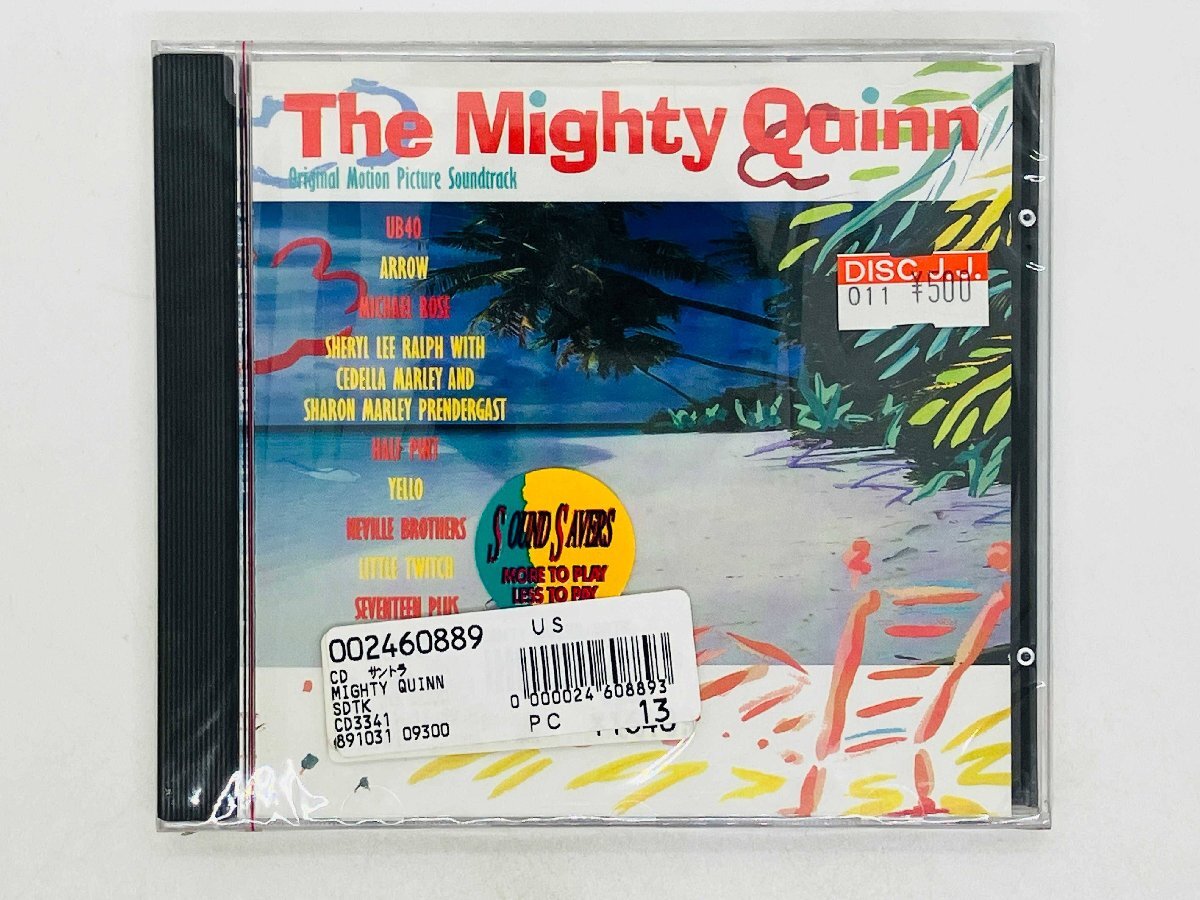 The Mighty Quinn
Original Motion Picture Soundtrack
UB40
ARROW
MICHAEL ROSE
SHERYL LEE RALPH WITH
CEDELLA MARLEY AND
SHARON MARLEY PRENDERGAST
HALF PINT
YELLO
NEVILLE BROTHERS
LITTLE TWITCH
SEVENTEEN PLUS
DISC J.J.
011 ¥500
SOUND SAVERS
MORE TO PLAY
LESS TO PAY
002460889
US
CD サントラ
MIGHTY QUINN
SDTK
CD3341
891031 09300
0 000024 608893
PC 13